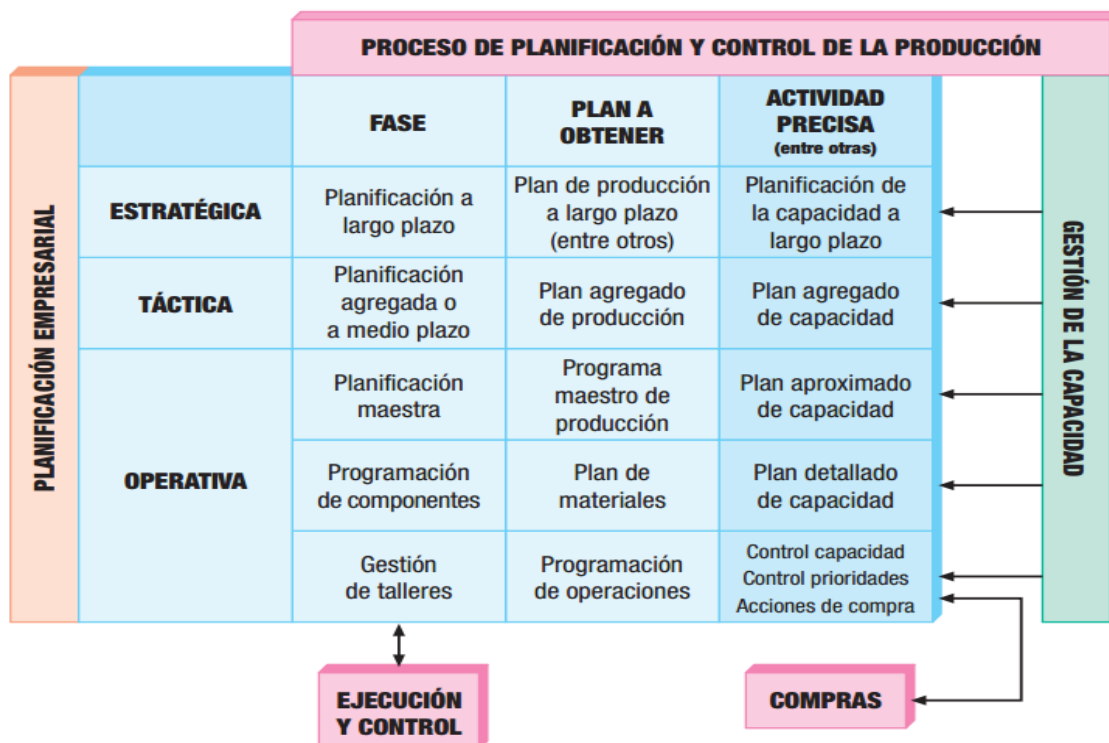 PROCESO DE PLANIFICACIÓN Y CONTROL DE LA PRODUCCIÓN
PLANIFICACIÓN EMPRESARIAL
FASE
PLAN A
OBTENER
ACTIVIDAD
PRECISA
(entre otras)
ESTRATÉGICA
Planificación a
largo plazo
Plan de producción
a largo plazo
(entre otros)
Planificación de
la capacidad a
largo plazo
TÁCTICA
Planificación
agregada o
a medio plazo
Plan agregado
de producción
Plan agregado
de capacidad
OPERATIVA
Planificación
maestra
Programa
maestro de
producción
Plan aproximado
de capacidad
Programación
de componentes
Plan de
materiales
Plan detallado
de capacidad
Gestión
de talleres
Programación
de operaciones
Control capacidad
Control prioridades
Acciones de compra
GESTIÓN DE LA CAPACIDAD
EJECUCIÓN
Y CONTROL
COMPRAS